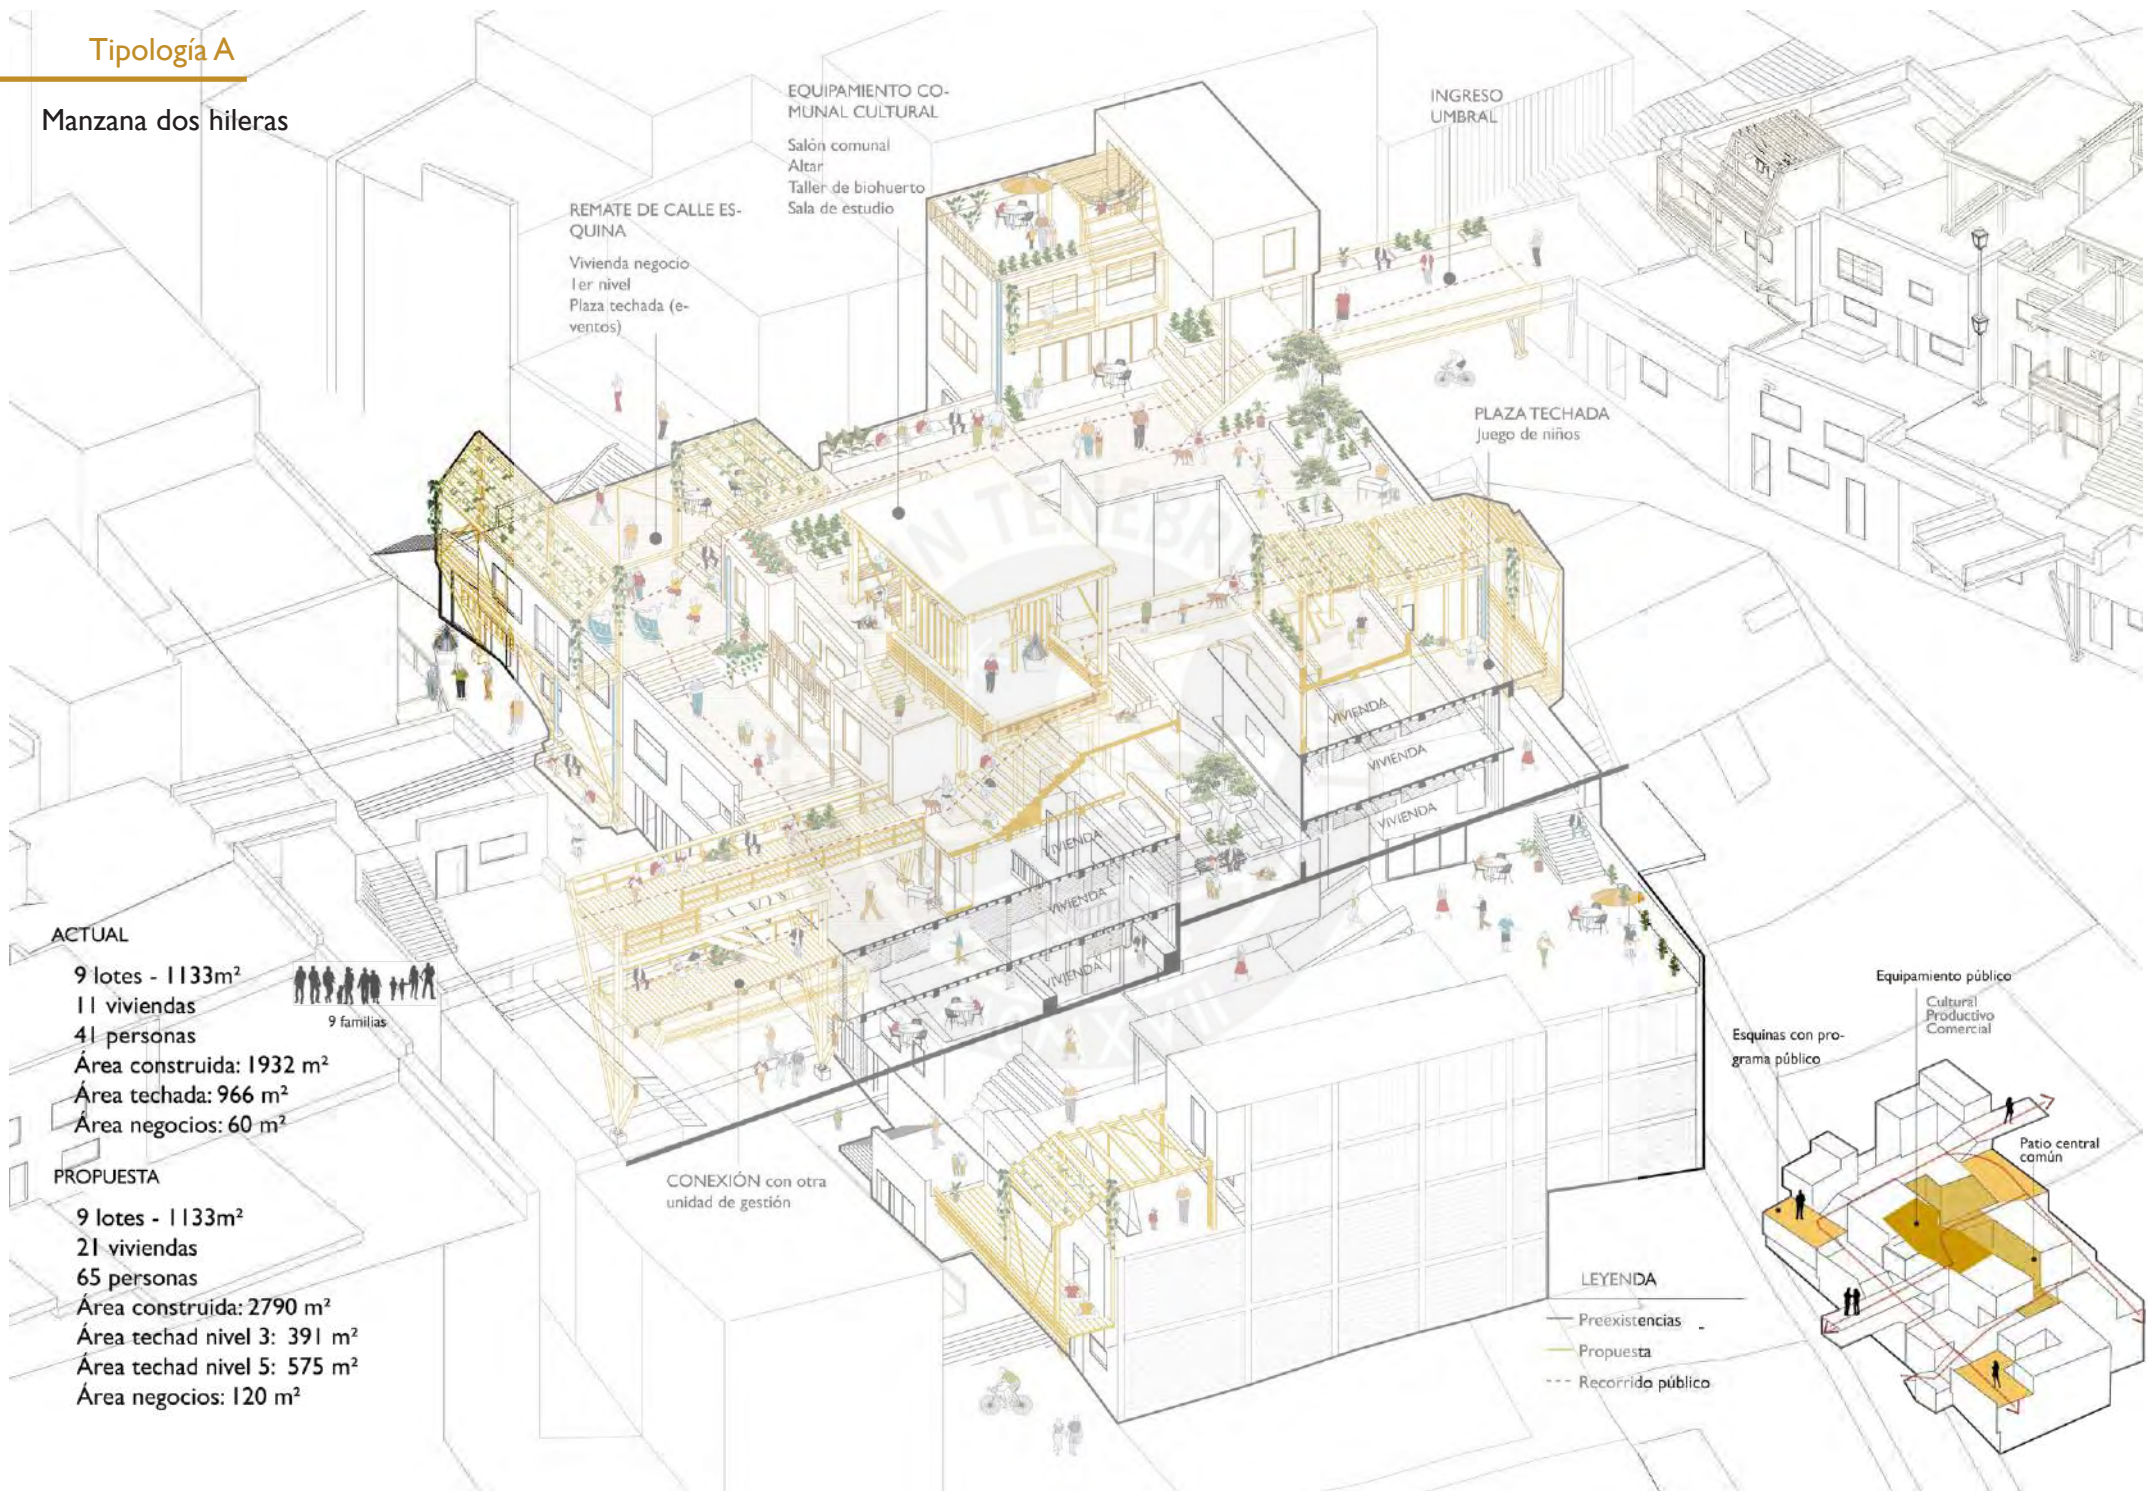 Tipología A
Manzana dos hileras
EQUIPAMIENTO CO-
MUNAL CULTURAL
Salón comunal
Altar
Taller de biohuerto
Sala de estudio
REMATE DE CALLE ES-
QUINA
Vivienda negocio
1er nivel
Plaza techada (e-
ventos)
INGRESO
UMBRAL
PLAZA TECHADA
Juego de niños
IN TENEBRI
VIVIENDA
VIVIENDA
VIVIENDA
VIVIENDA
VIVIENDA
VIVIENDA
ACTUAL
9 lotes - 1133m²
11 viviendas
41 personas
Área construida: 1932 m²
Área techada: 966 m²
Área negocios: 60 m²
9 familias
PROPUESTA
9 lotes - 1133m²
21 viviendas
65 personas
Área construida: 2790 m²
Área techad nivel 3: 391 m²
Área techad nivel 5: 575 m²
Área negocios: 120 m²
CONEXIÓN con otra
unidad de gestión
Equipamiento público
Cultural
Productivo
Comercial
Esquinas con pro-
grama público
Patio central
común
LEYENDA
Preexistencias
Propuesta
Recorrido público